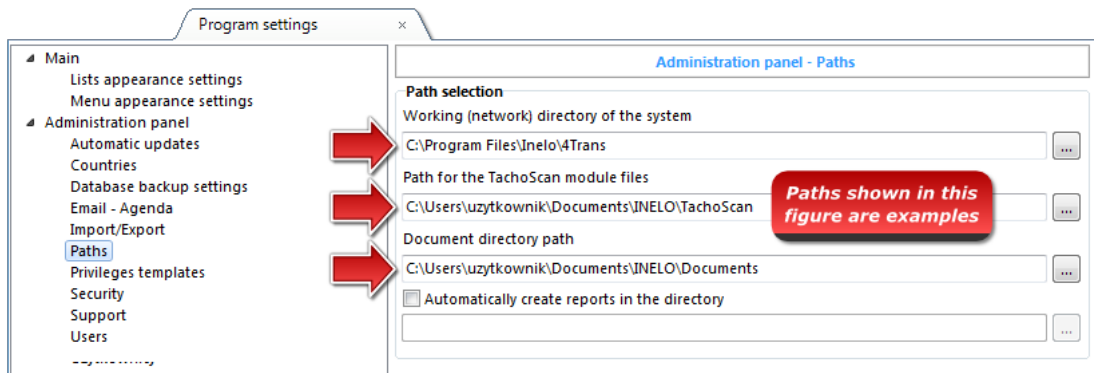 Program settings
Main
Lists appearance settings
Menu appearance settings
Administration panel
Automatic updates
Countries
Database backup settings
Email - Agenda
Import/Export
Paths
Privileges templates
Security
Support
Users
Administration panel - Paths
Path selection
Working (network) directory of the system
C:\Program Files\Inelo\4Trans
...
Path for the TachoScan module files
C:\Users\uzytkownik\Documents\INELO\TachoScan
...
Paths shown in this
figure are examples
Document directory path
C:\Users\uzytkownik\Documents\INELO\Documents
...
Automatically create reports in the directory
...